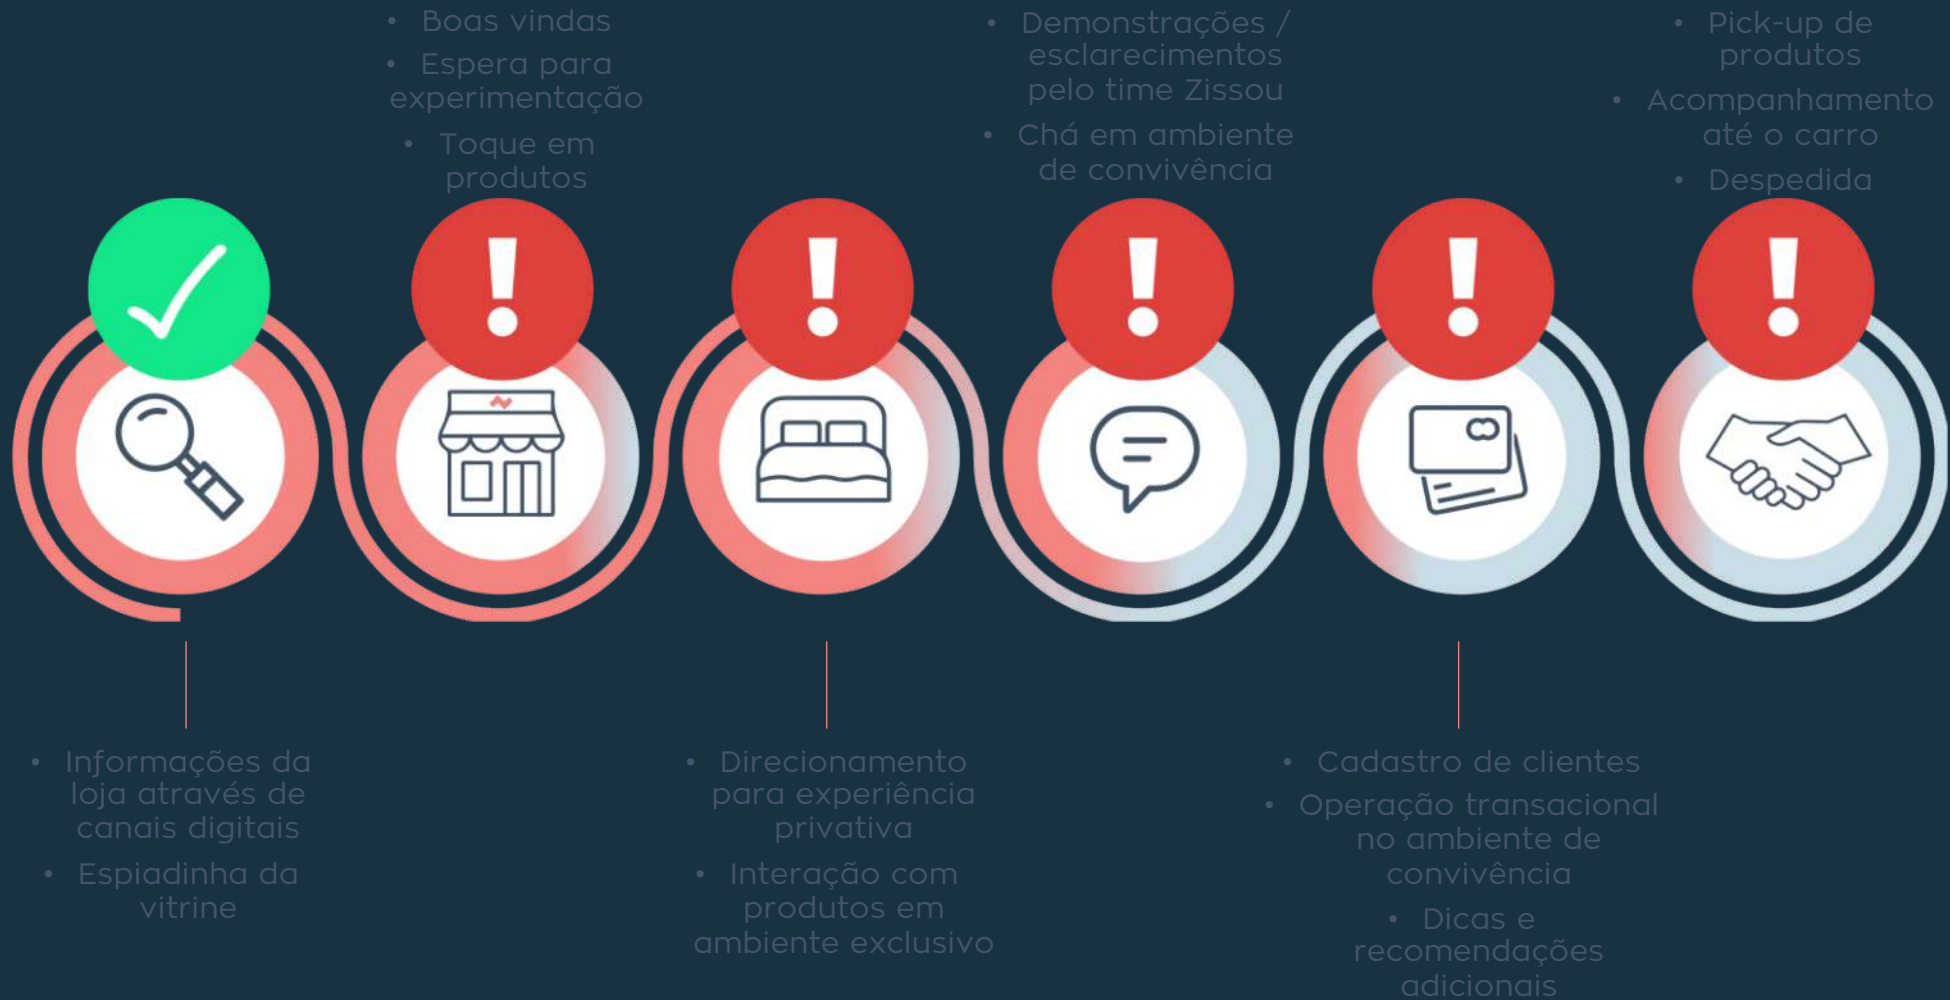 • Boas vindas
• Espera para
experimentação
• Toque em
produtos
• Demonstrações /
esclarecimentos
pelo time Zissou
• Chá em ambiente
de convivência
• Pick-up de
produtos
• Acompanhamento
até o carro
• Despedida
• Informações da
loja através de
canais digitais
• Espiadinha da
vitrine
• Direcionamento
para experiência
privativa
• Interação com
produtos em
ambiente exclusivo
• Cadastro de clientes
• Operação transacional
no ambiente de
convivência
• Dicas e
recomendações
adicionais